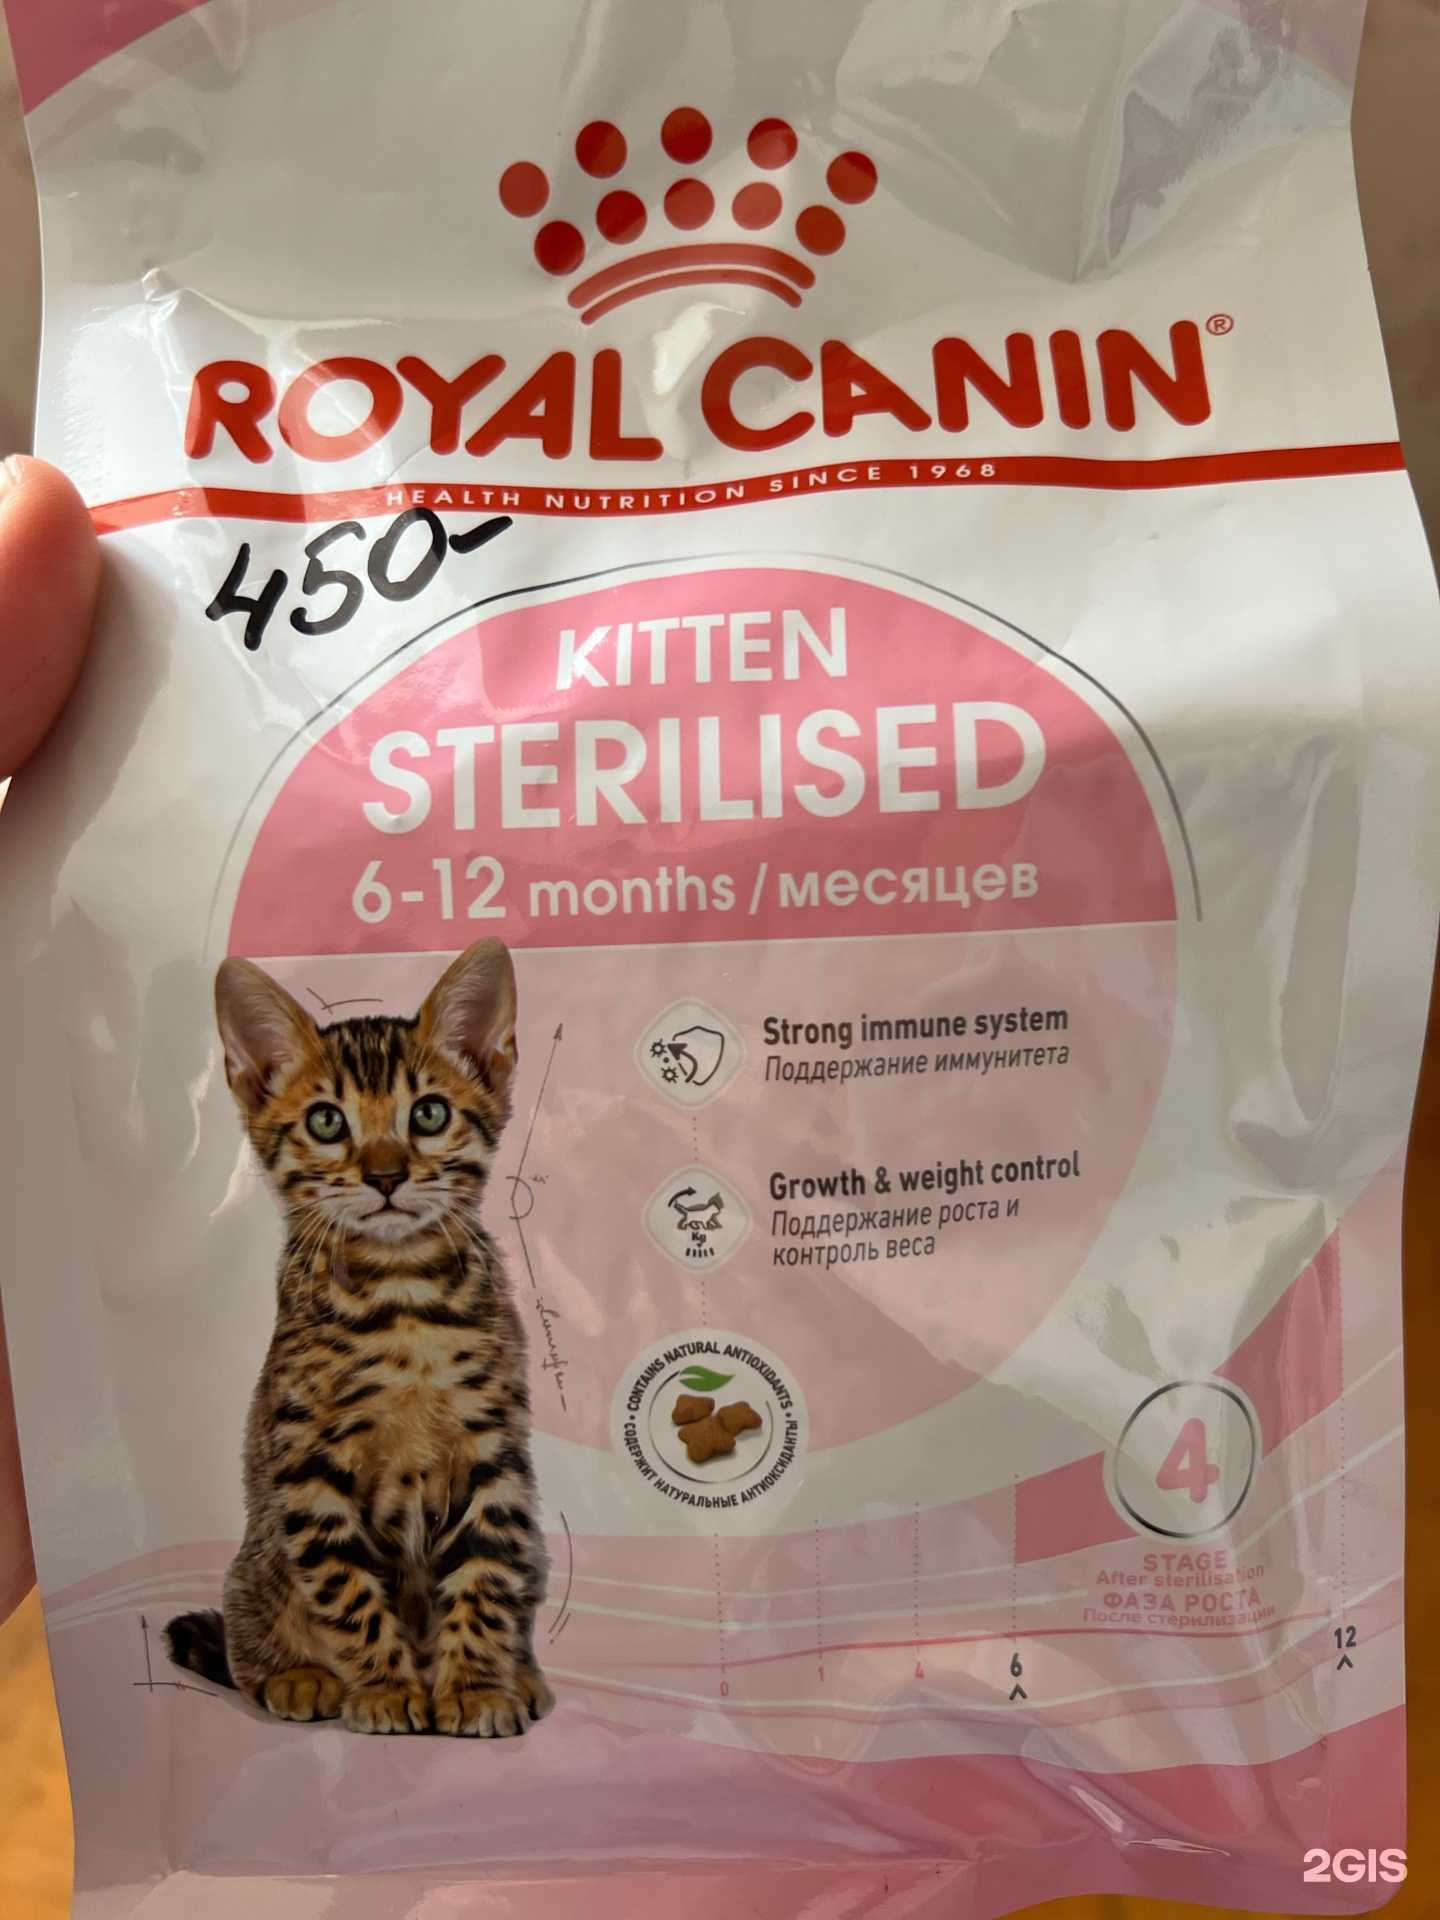 ROYAL CANIN®
HEALTH NUTRITION SINCE 1968
450-
KITTEN
STERILISED
6-12 months / месяцев
Strong immune system
Поддержание иммунитета
Growth & weight control
Поддержание роста и
контроль веса
Kg
• CONTAINS NATURAL ANTIOXIDANTS •
СОДЕРЖИТ НАТУРАЛЬНЫЕ АНТИОКСИДАНТЫ
4
STAGE
After sterilisation
ФАЗА РОСТА
После стерилизации
0 1 4 6 12
2GIS